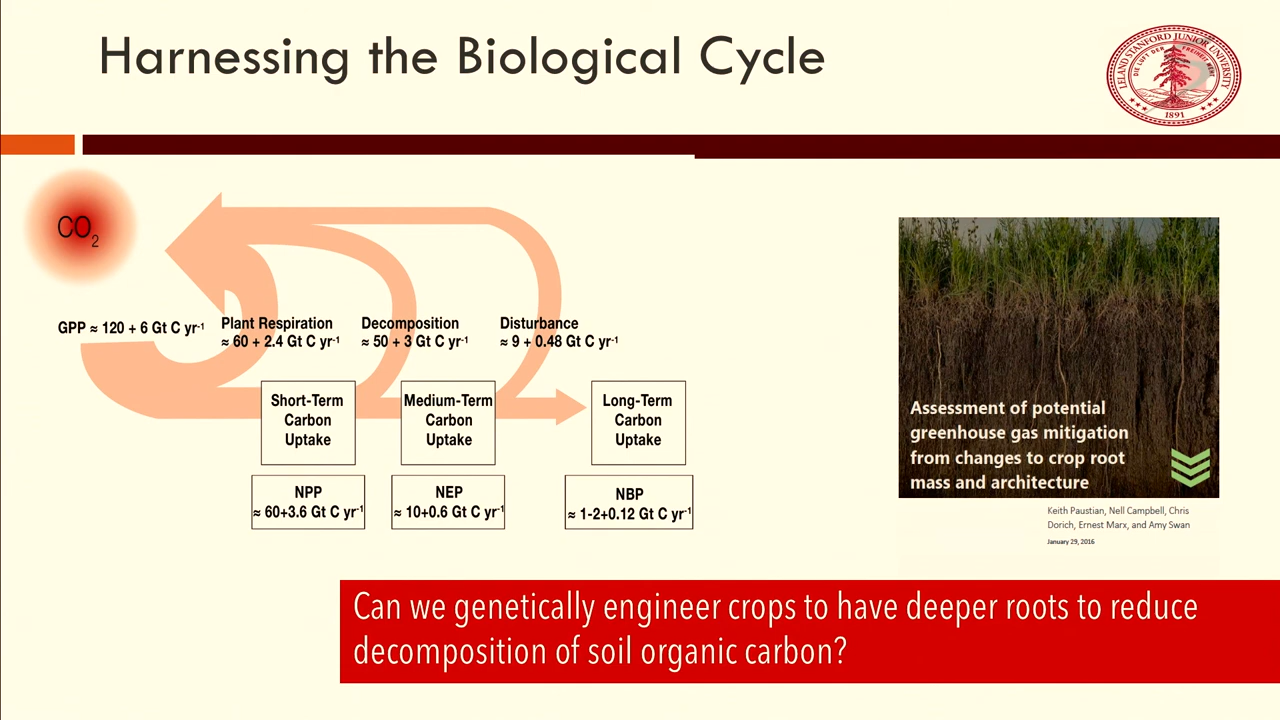 Harnessing the Biological Cycle
LELAND STANFORD JUNIOR UNIVERSITY
DIE LUFT DER FREIHEIT WEHT
1891
CO2
GPP ≈ 120 + 6 Gt C yr-1
Plant Respiration
≈ 60 + 2.4 Gt C yr-1
Decomposition
≈ 50 + 3 Gt C yr-1
Disturbance
≈ 9 + 0.48 Gt C yr-1
Short-Term
Carbon
Uptake
Medium-Term
Carbon
Uptake
Long-Term
Carbon
Uptake
NPP
≈ 60+3.6 Gt C yr-1
NEP
≈ 10+0.6 Gt C yr-1
NBP
≈ 1-2+0.12 Gt C yr-1
Assessment of potential
greenhouse gas mitigation
from changes to crop root
mass and architecture
Keith Paustian, Nell Campbell, Chris
Dorich, Ernest Marx, and Amy Swan
January 29, 2016
Can we genetically engineer crops to have deeper roots to reduce
decomposition of soil organic carbon?